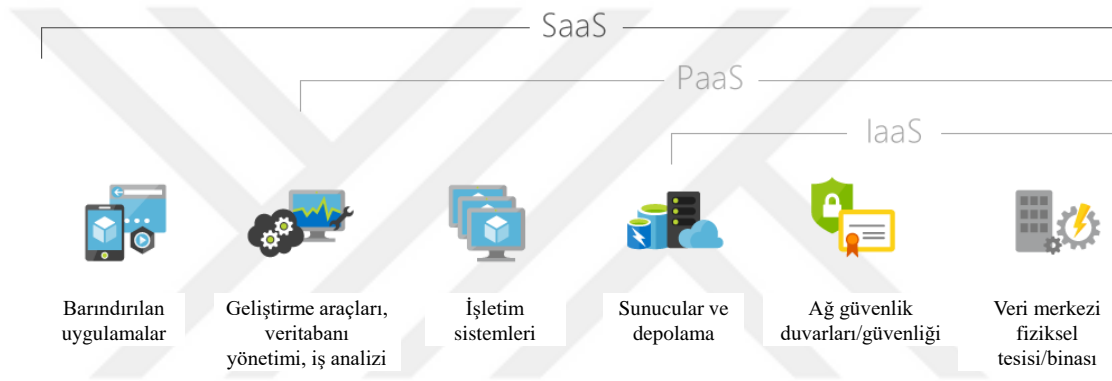 SaaS
PaaS
IaaS
Barındırılan
uygulamalar
Geliştirme araçları,
veritabanı
yönetimi, iş analizi
İşletim
sistemleri
Sunucular ve
depolama
Ağ güvenlik
duvarları/güvenliği
Veri merkezi
fiziksel
tesisi/binası